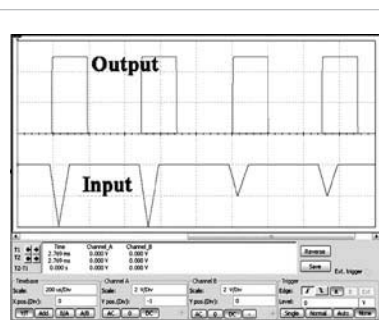 Output
Input
Time Channel_A Channel_B
T1 2.769 ms 0.000 V 0.000 V
T2 2.769 ms 0.000 V 0.000 V
T2-T1 0.000 s 0.000 V 0.000 V
Reverse
Save Ext. trigger
Timebase Channel A Channel B Trigger
Scale: 200 us/Div Scale: 2 V/Div Scale: 2 V/Div Edge:
X pos.(Div): 0 Y pos.(Div): -1 Y pos.(Div): 0 Level: 0 V
Y/T Add B/A A/B AC 0 DC AC 0 DC - Single Normal Auto None